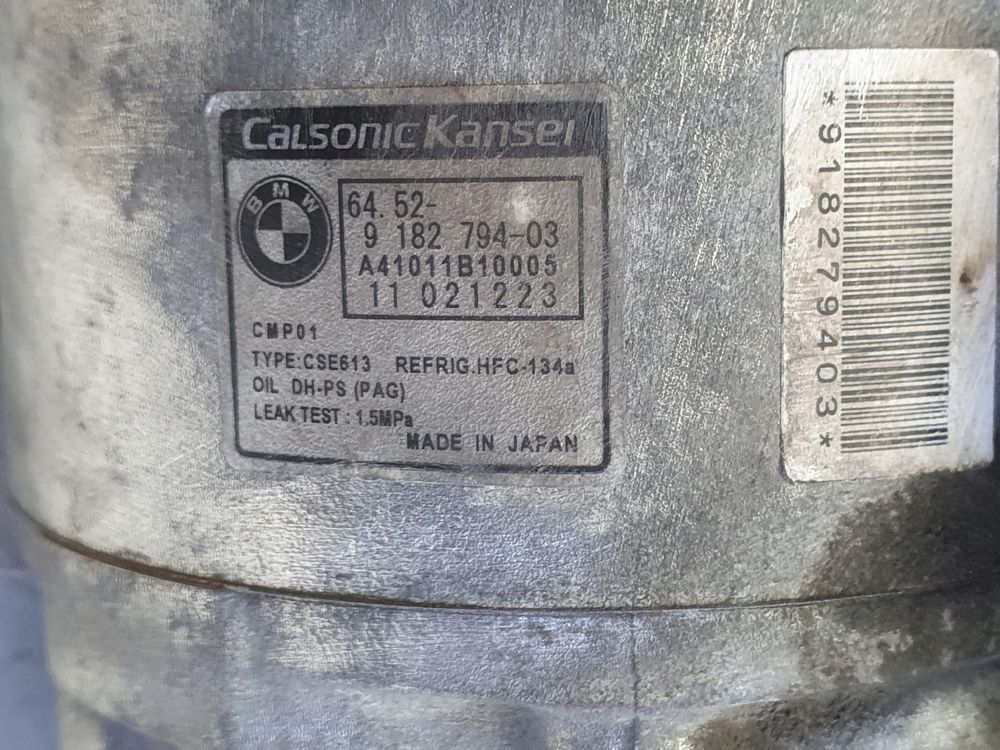 CalsonicKansei
BMW
64. 52-
9 182 794-03
A41011B10005
11 021223
CMP01
TYPE:CSE613 REFRIG.HFC-134a
OIL DH-PS (PAG)
LEAK TEST : 1.5MPa
MADE IN JAPAN
*918279403*